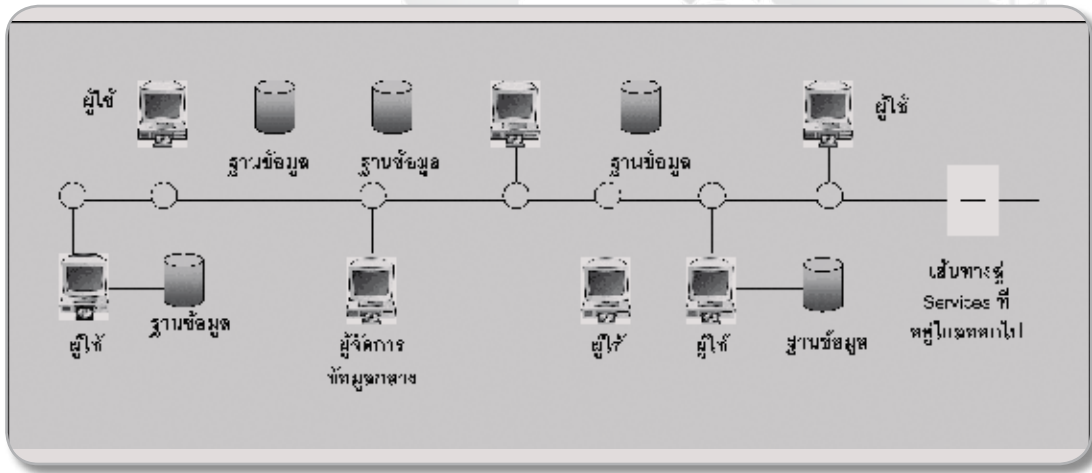 ผู้ใช้
ผู้ใช้
ฐานข้อมูล
ฐานข้อมูล
ฐานข้อมูล
ผู้ใช้
ฐานข้อมูล
ผู้จัดการ
ข้อมูลกลาง
ผู้ใช้
ผู้ใช้
ฐานข้อมูล
เส้นทางสู่
Services ที่